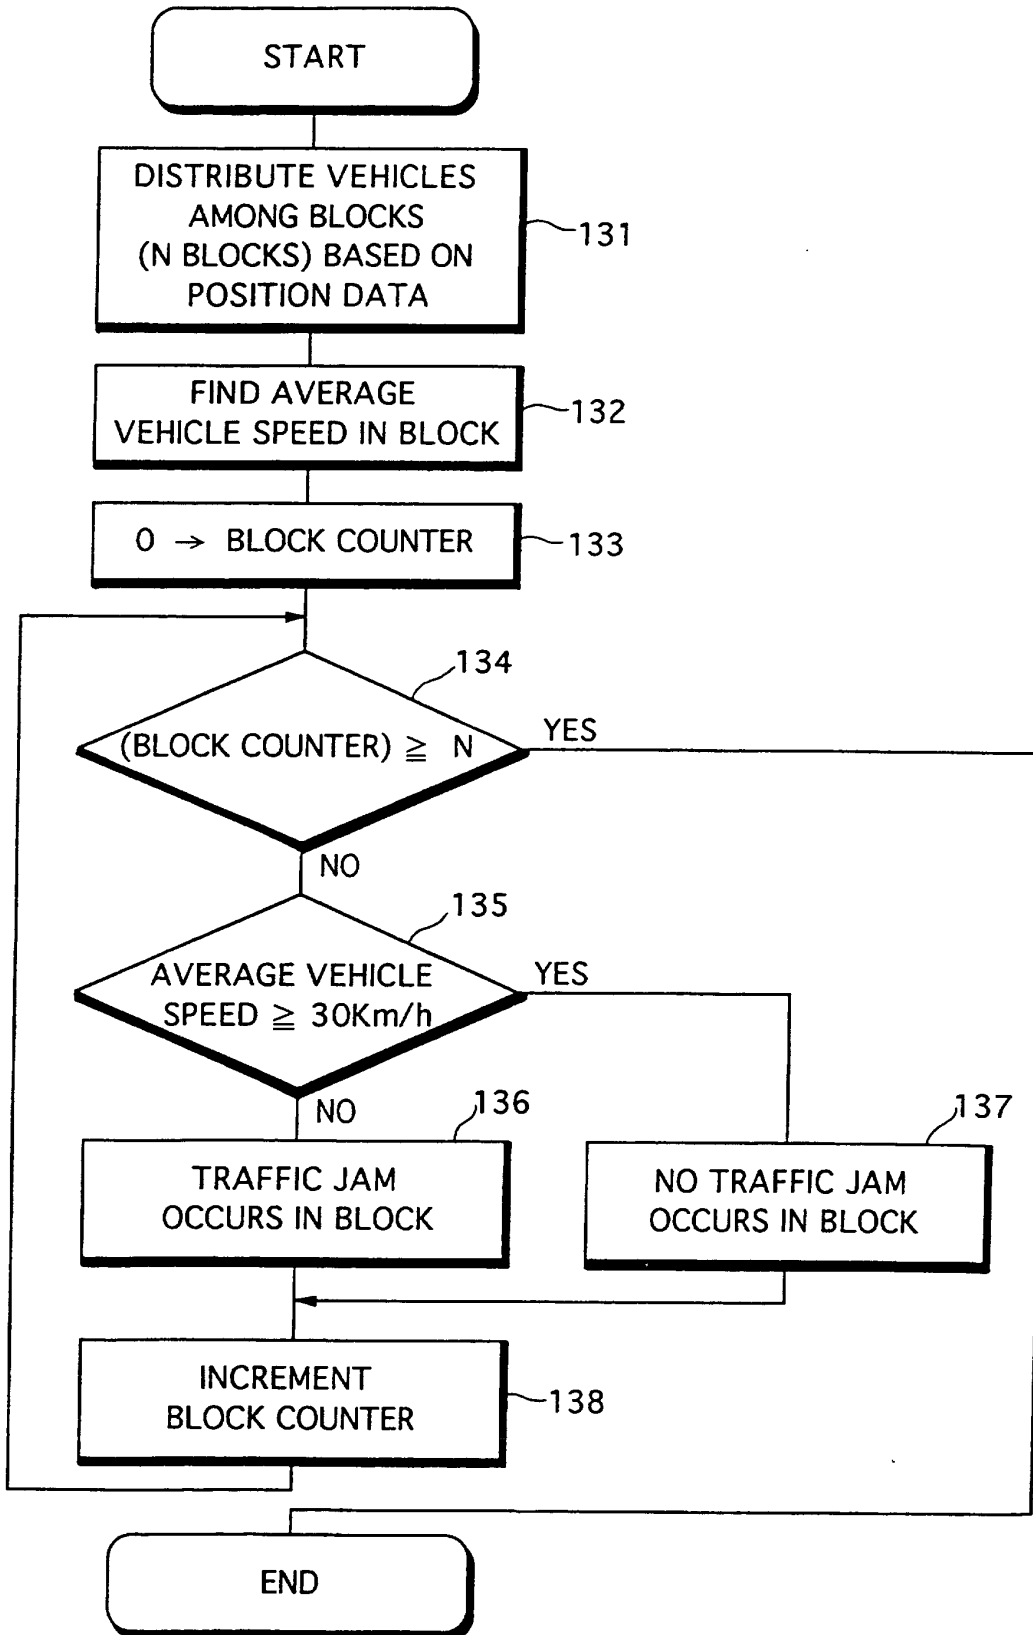 START
DISTRIBUTE VEHICLES
AMONG BLOCKS
(N BLOCKS) BASED ON
POSITION DATA
131
FIND AVERAGE
VEHICLE SPEED IN BLOCK
132
0 → BLOCK COUNTER
133
134
(BLOCK COUNTER) ≧ N
YES
NO
135
AVERAGE VEHICLE
SPEED ≧ 30Km/h
YES
NO
136
TRAFFIC JAM
OCCURS IN BLOCK
137
NO TRAFFIC JAM
OCCURS IN BLOCK
INCREMENT
BLOCK COUNTER
138
END